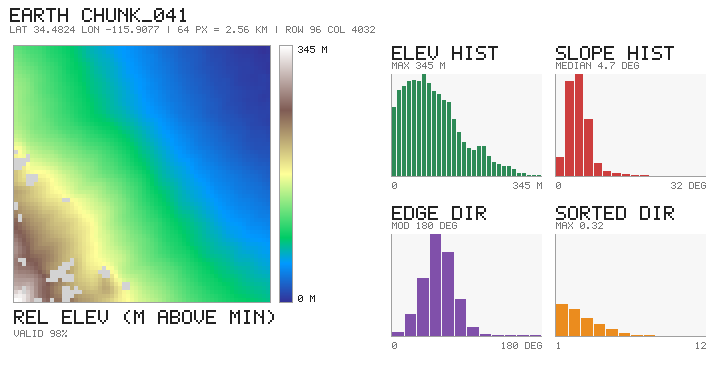 EARTH CHUNK_041
LAT 34.4824 LON -115.9077 | 64 PX = 2.56 KM | ROW 96 COL 4032
345 M
0 M
REL ELEV (M ABOVE MIN)
VALID 98%
ELEV HIST
MAX 345 M
0 345 M
SLOPE HIST
MEDIAN 4.7 DEG
0 32 DEG
EDGE DIR
MOD 180 DEG
0 180 DEG
SORTED DIR
MAX 0.32
1 12